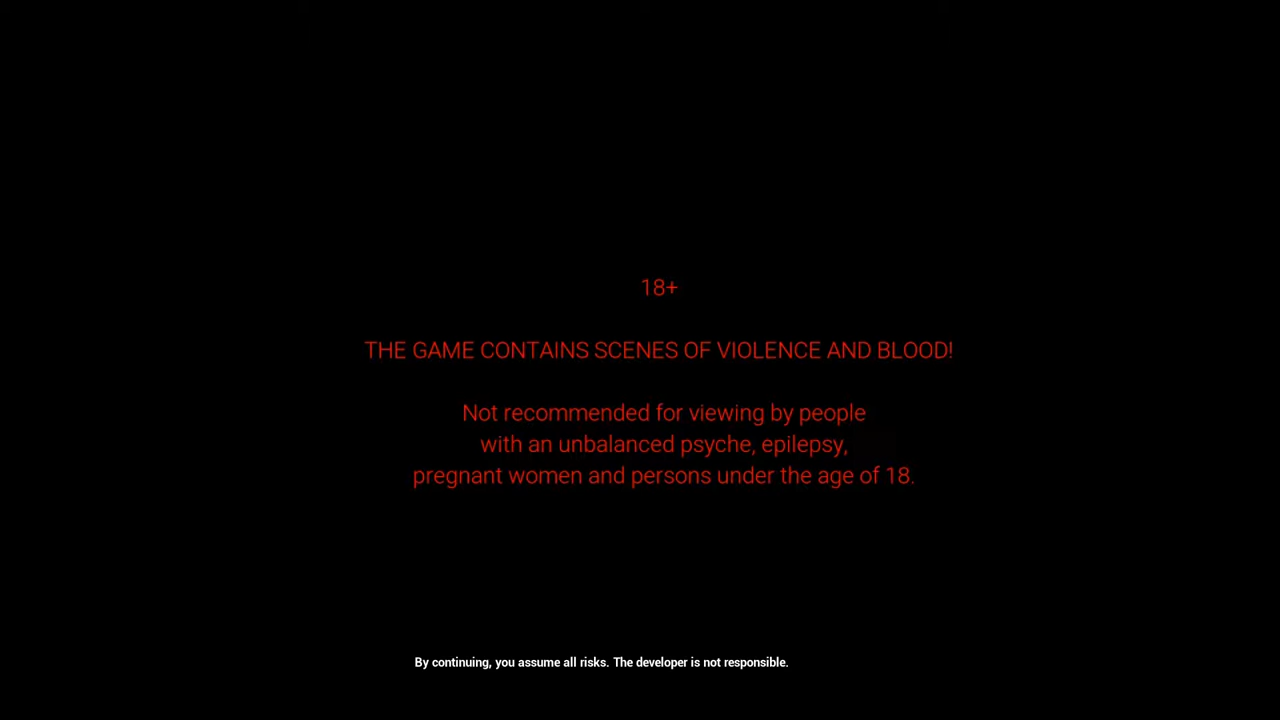 18+
THE GAME CONTAINS SCENES OF VIOLENCE AND BLOOD!
Not recommended for viewing by people
with an unbalanced psyche, epilepsy,
pregnant women and persons under the age of 18.
By continuing, you assume all risks. The developer is not responsible.